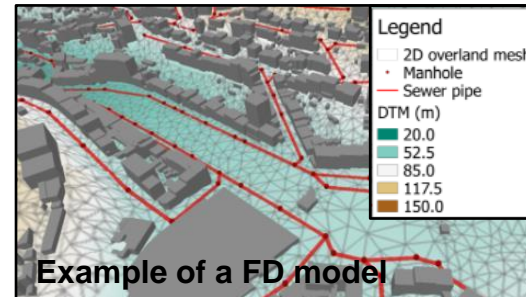 Legend
2D overland mesh
Manhole
Sewer pipe
DTM (m)
20.0
52.5
85.0
117.5
150.0
Example of a FD model